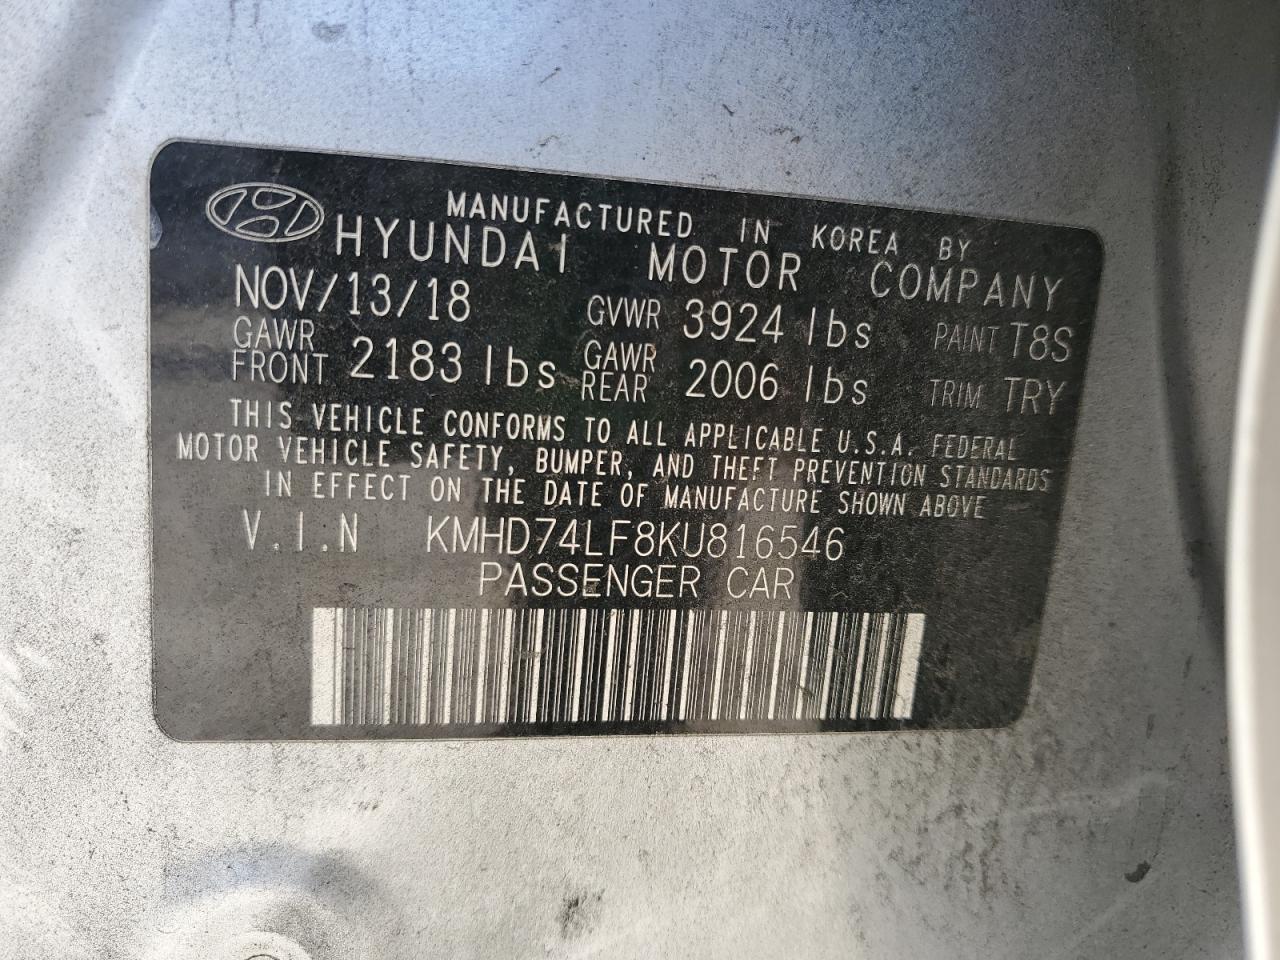 MANUFACTURED IN KOREA BY
HYUNDAI MOTOR COMPANY
NOV/13/18 GVWR 3924 lbs PAINT T8S
GAWR FRONT 2183 lbs GAWR REAR 2006 lbs TRIM TRY
THIS VEHICLE CONFORMS TO ALL APPLICABLE U.S.A. FEDERAL
MOTOR VEHICLE SAFETY, BUMPER, AND THEFT PREVENTION STANDARDS
IN EFFECT ON THE DATE OF MANUFACTURE SHOWN ABOVE
V.I.N KMHD74LF8KU816546
PASSENGER CAR